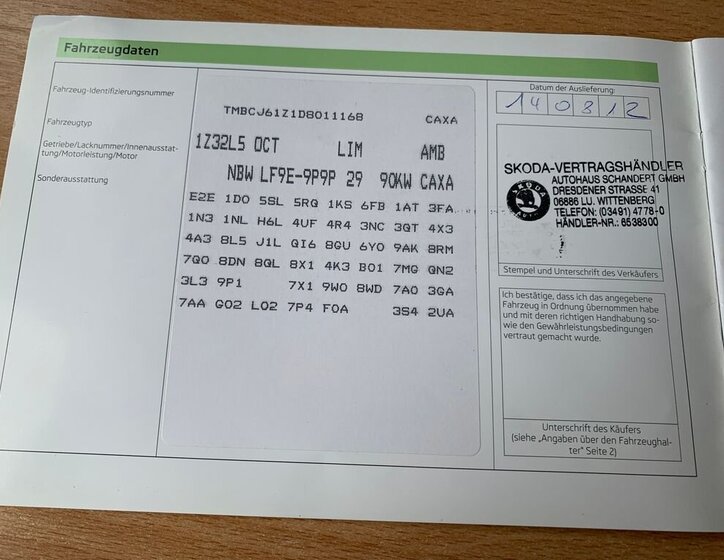 Fahrzeugdaten
Fahrzeug-Identifizierungsnummer
Fahrzeugtyp
Getriebe/Lacknummer/Innenausstat-
tung/Motorleistung/Motor
Sonderausstattung
TMBCJ61Z1D8011168 CAXA
1Z32L5 OCT LIM AMB
NBW LF9E-9P9P 29 90KW CAXA
E2E 1D0 5SL 5RQ 1KS 6FB 1AT 3FA
1N3 1NL H6L 4UF 4R4 3NC 3QT 4X3
4A3 8L5 J1L QI6 8GU 6Y0 9AK 8RM
7Q0 8DN 8QL 8X1 4K3 B01 7MG QN2
3L3 9P1 7X1 9W0 8WD 7A0 3GA
7AA G02 L02 7P4 F0A 3S4 2UA
Datum der Auslieferung
140812
SKODA-VERTRAGSHÄNDLER
AUTOHAUS SCHANDERT GMBH
DRESDENER STRASSE 41
06886 LU. WITTENBERG
TELEFON: (03491) 4778-0
HÄNDLER-NR.: 6538300
SKODA
AUTO
Stempel und Unterschrift des Verkäufers
Ich bestätige, dass ich das angegebene
Fahrzeug in Ordnung übernommen habe
und mit deren richtigen Handhabung so-
wie den Gewährleistungsbedingungen
vertraut gemacht wurde.
Unterschrift des Käufers
(siehe „Angaben über den Fahrzeughal-
ter" Seite 2)